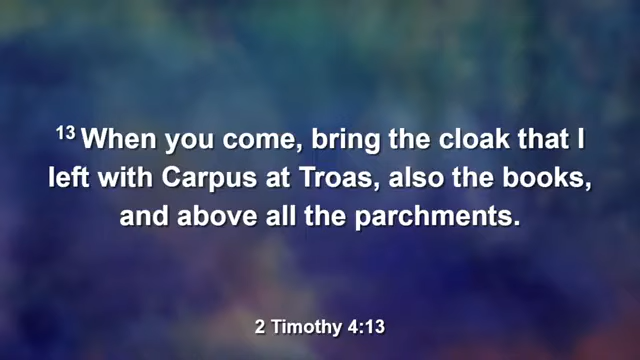 13 When you come, bring the cloak that I
left with Carpus at Troas, also the books,
and above all the parchments.
2 Timothy 4:13